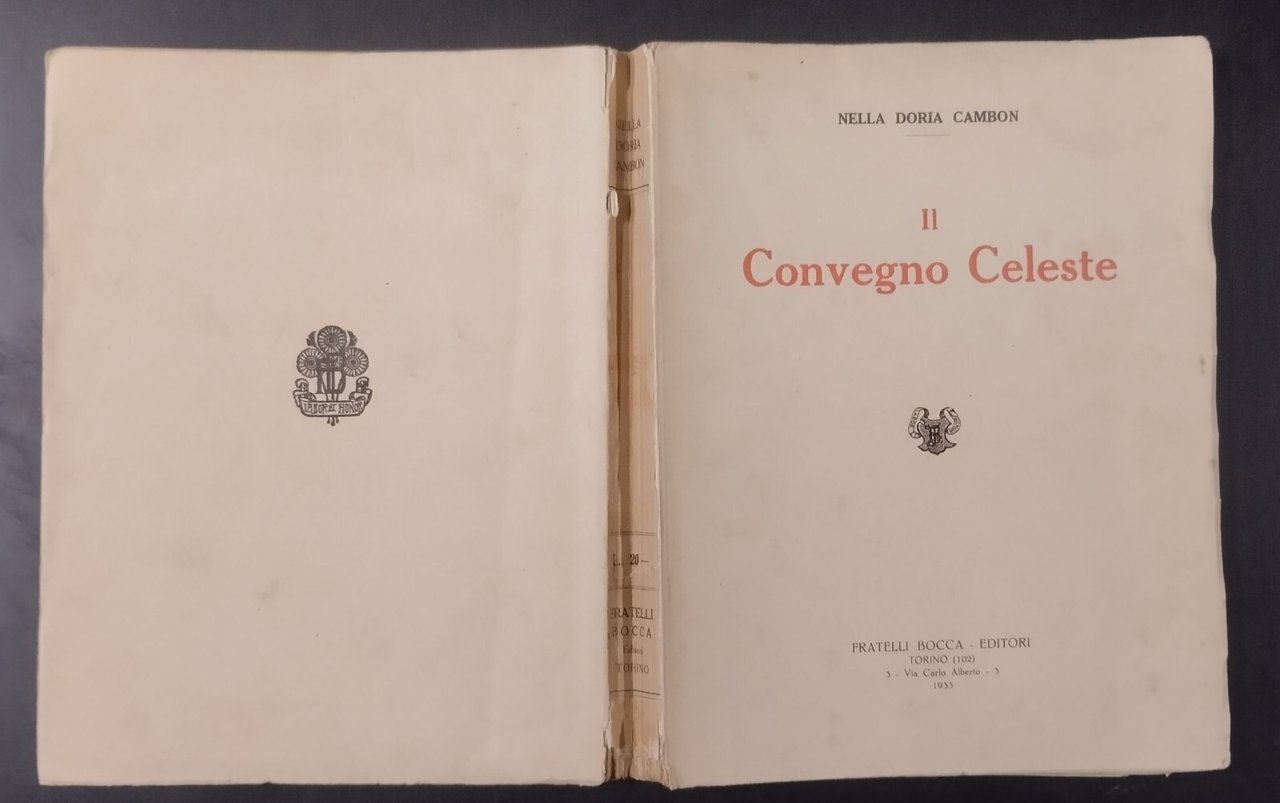 LABOR ET HONOR
NELLA
DORIA
CAMBON
L. 20—
FRATELLI
BOCCA
Editori
TORINO
NELLA DORIA CAMBON
Il
Convegno Celeste
FRATELLI BOCCA - EDITORI
TORINO (102)
3 - Via Carlo Alberto - 3
1933